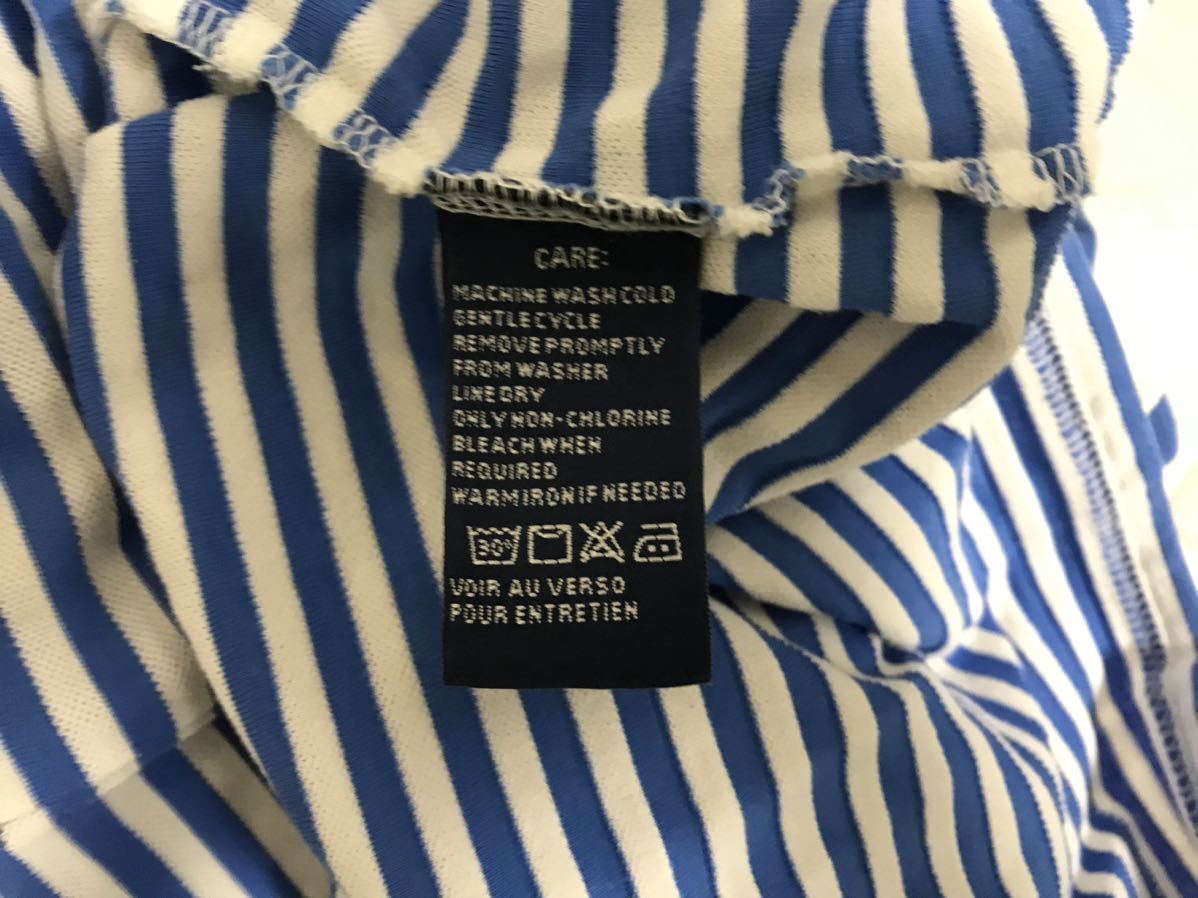 CARE:
MACHINE WASH COLD
GENTLE CYCLE
REMOVE PROMPTLY
FROM WASHER
LINE DRY
ONLY NON-CHLORINE
BLEACH WHEN
REQUIRED
WARM IRON IF NEEDED
30°
VOIR AU VERSO
POUR ENTRETIEN